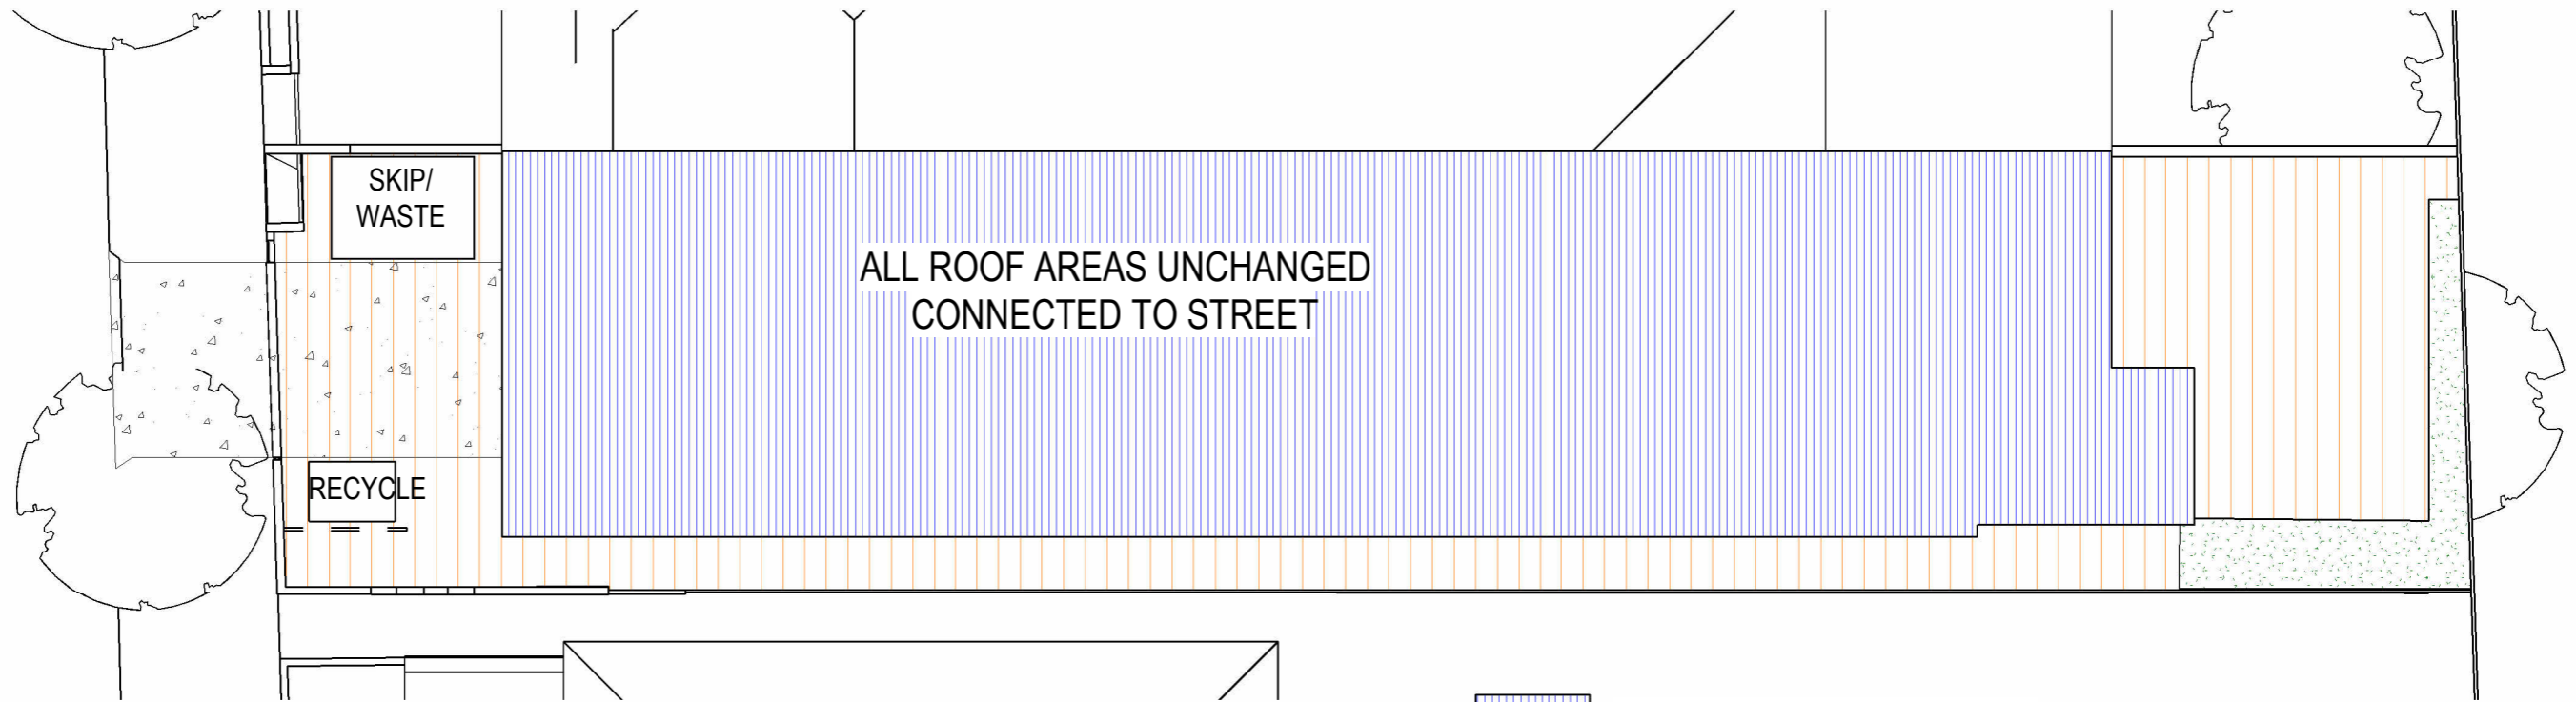 SKIP/
WASTE
ALL ROOF AREAS UNCHANGED
CONNECTED TO STREET
RECYCLE